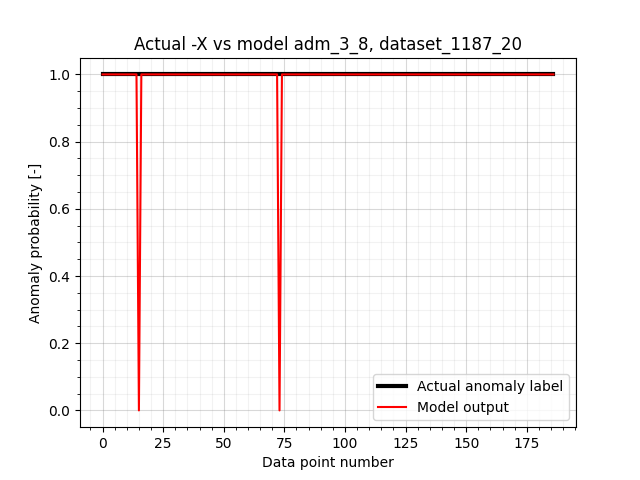 Actual -X vs model adm_3_8, dataset_1187_20
1.0
0.8
0.6
0.4
0.2
0.0
Anomaly probability [-]
0 25 50 75 100 125 150 175
Data point number
Actual anomaly label
Model output